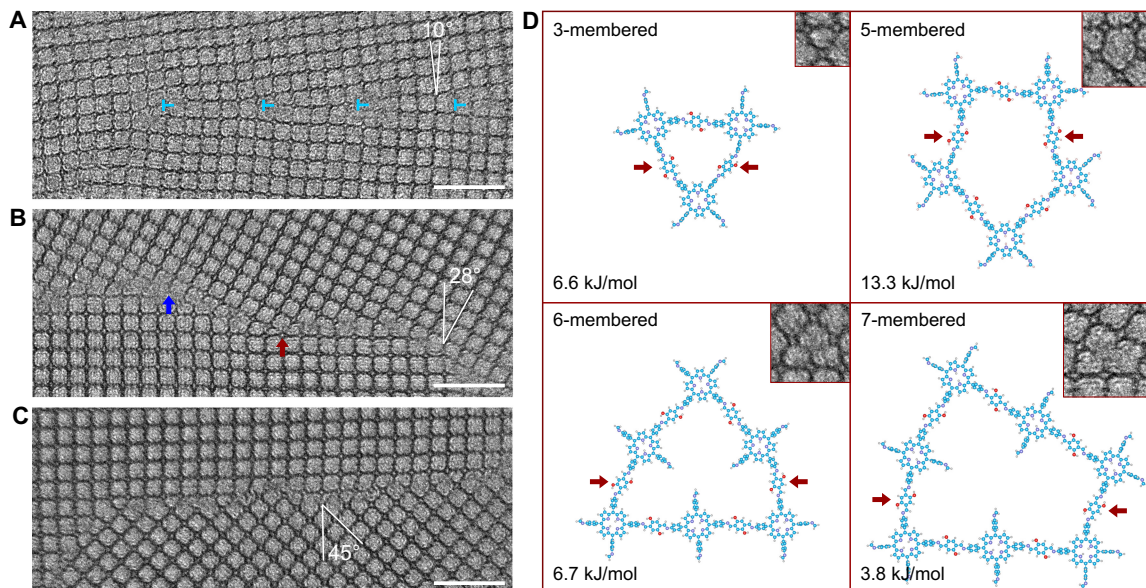 A
10°
B
28°
C
45°
D
3-membered
6.6 kJ/mol
5-membered
13.3 kJ/mol
6-membered
6.7 kJ/mol
7-membered
3.8 kJ/mol